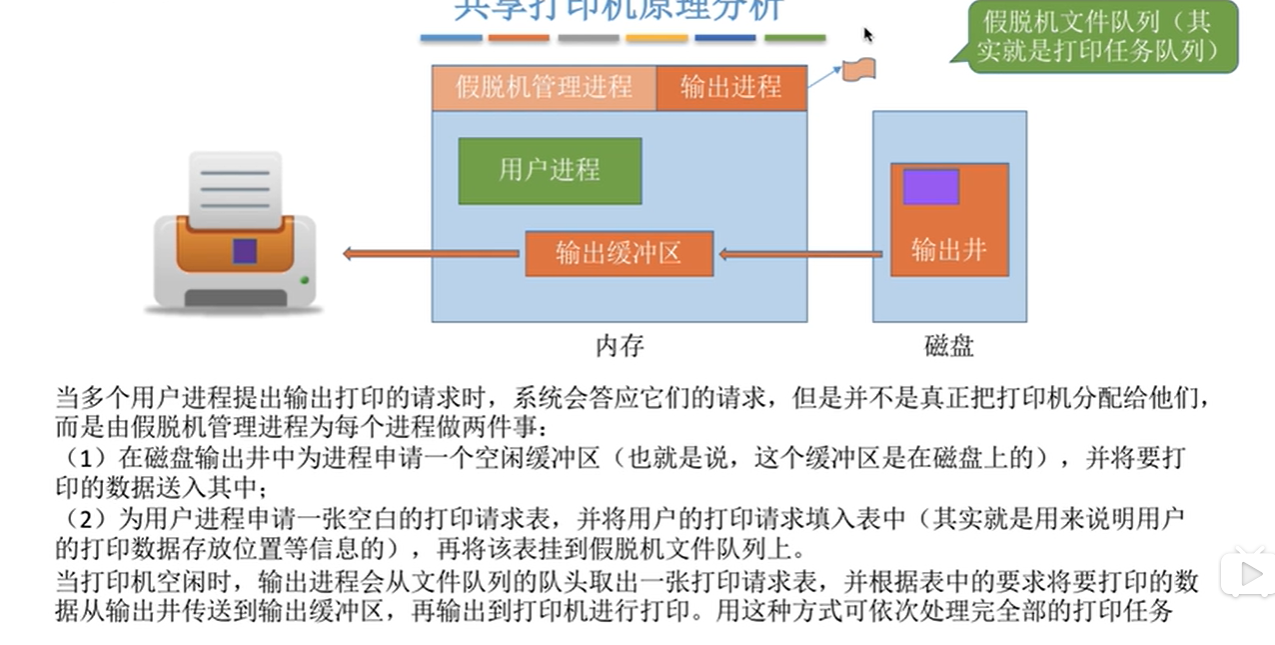 共享打印机原理分析
假脱机文件队列（其
实就是打印任务队列）
假脱机管理进程
输出进程
用户进程
输出缓冲区
输出井
内存
磁盘
当多个用户进程提出输出打印的请求时，系统会答应它们的请求，但是并不是真正把打印机分配给他们，
而是由假脱机管理进程为每个进程做两件事：
（1）在磁盘输出井中为进程申请一个空闲缓冲区（也就是说，这个缓冲区是在磁盘上的），并将要打
印的数据送入其中；
（2）为用户进程申请一张空白的打印请求表，并将用户的打印请求填入表中（其实就是用来说明用户
的打印数据存放位置等信息的），再将该表挂到假脱机文件队列上。
当打印机空闲时，输出进程会从文件队列的队头取出一张打印请求表，并根据表中的要求将要打印的数
据从输出井传送到输出缓冲区，再输出到打印机进行打印。用这种方式可依次处理完全部的打印任务